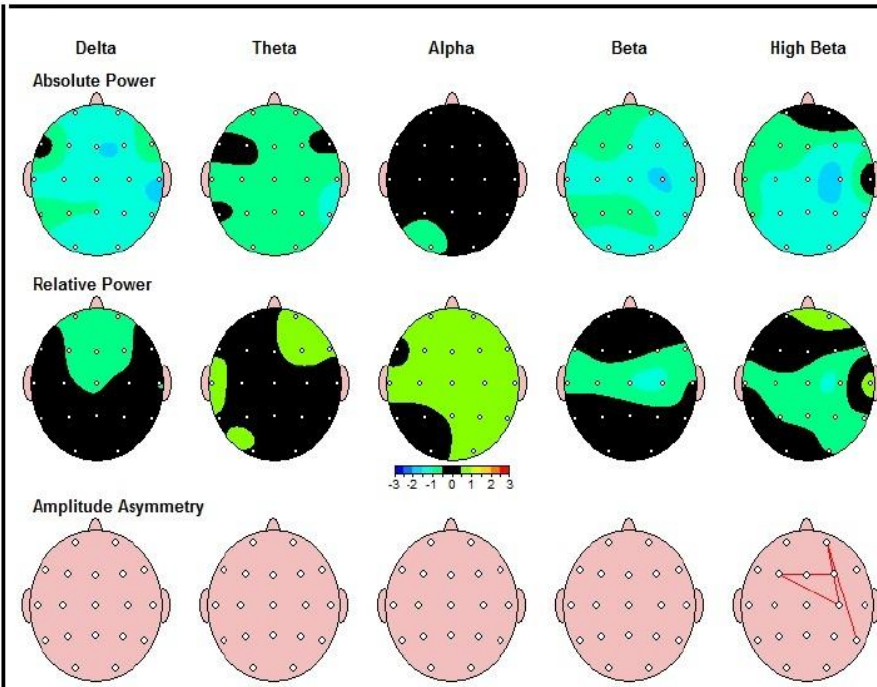 Delta Theta Alpha Beta High Beta
Absolute Power
Relative Power
-3 -2 -1 0 1 2 3
Amplitude Asymmetry